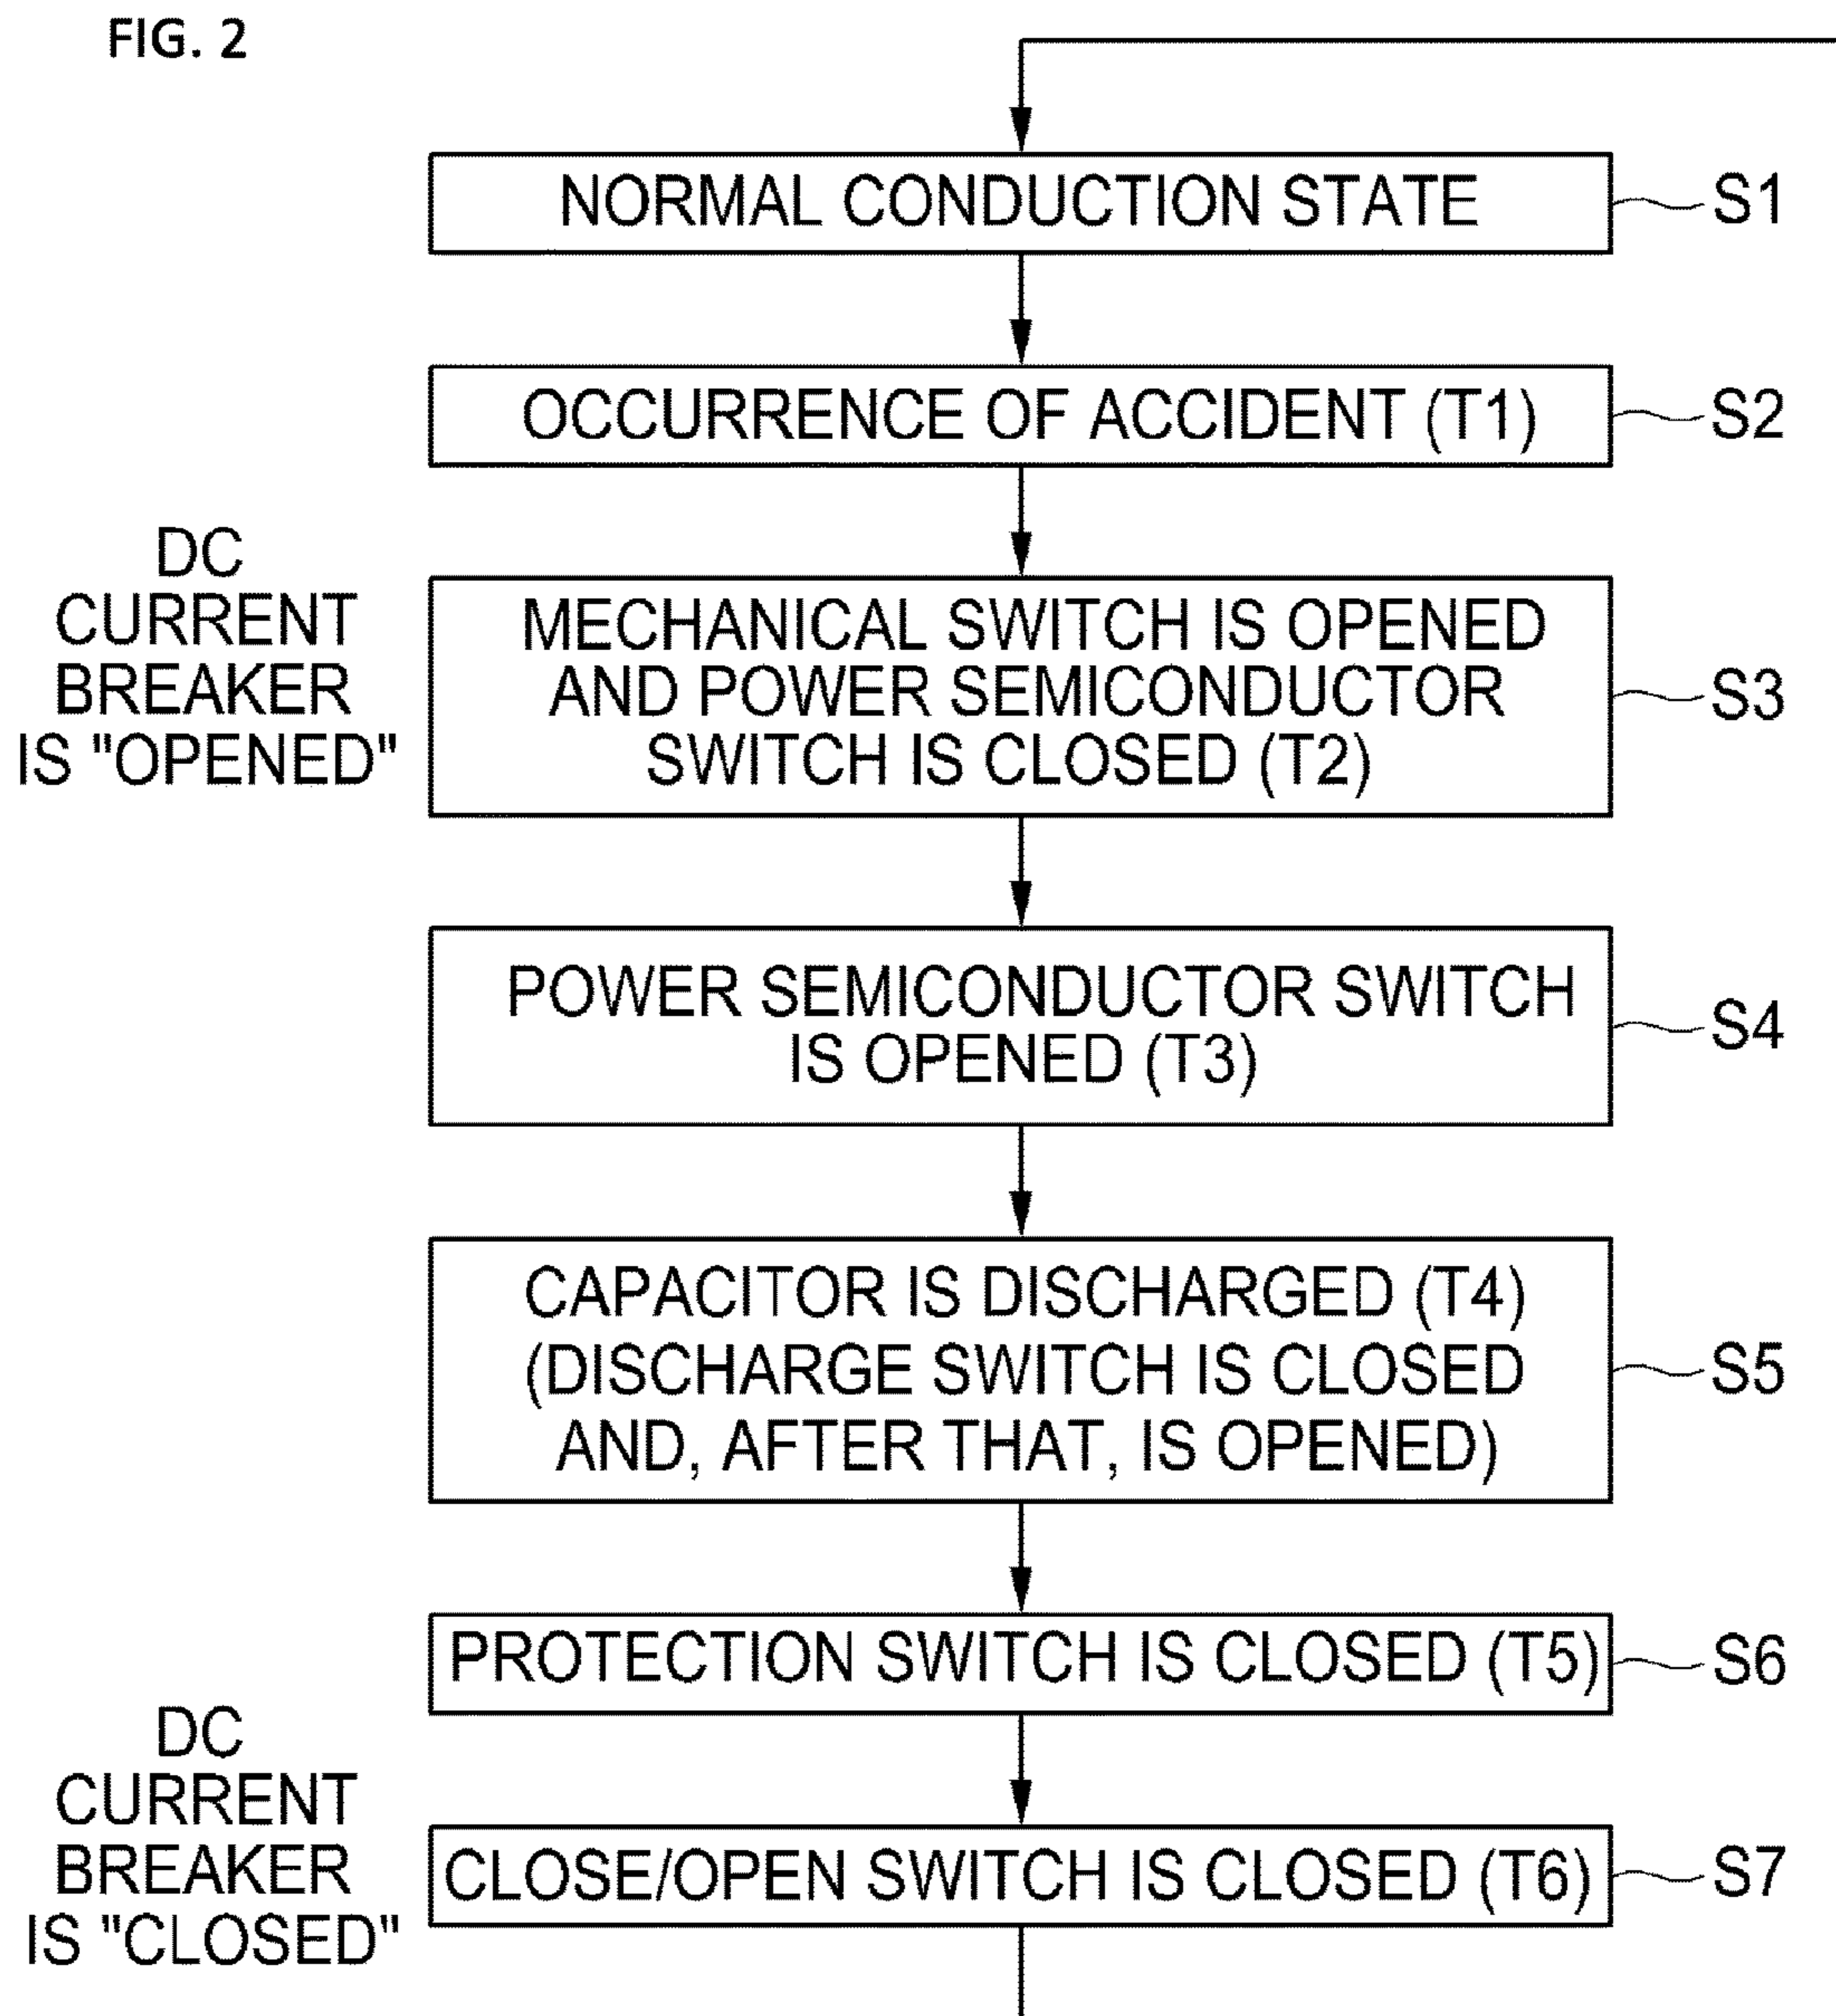 FIG. 2
NORMAL CONDUCTION STATE
S1
OCCURRENCE OF ACCIDENT (T1)
S2
DC
CURRENT
BREAKER
IS "OPENED"
MECHANICAL SWITCH IS OPENED
AND POWER SEMICONDUCTOR
SWITCH IS CLOSED (T2)
S3
POWER SEMICONDUCTOR SWITCH
IS OPENED (T3)
S4
CAPACITOR IS DISCHARGED (T4)
(DISCHARGE SWITCH IS CLOSED
AND, AFTER THAT, IS OPENED)
S5
PROTECTION SWITCH IS CLOSED (T5)
S6
DC
CURRENT
BREAKER
IS "CLOSED"
CLOSE/OPEN SWITCH IS CLOSED (T6)
S7